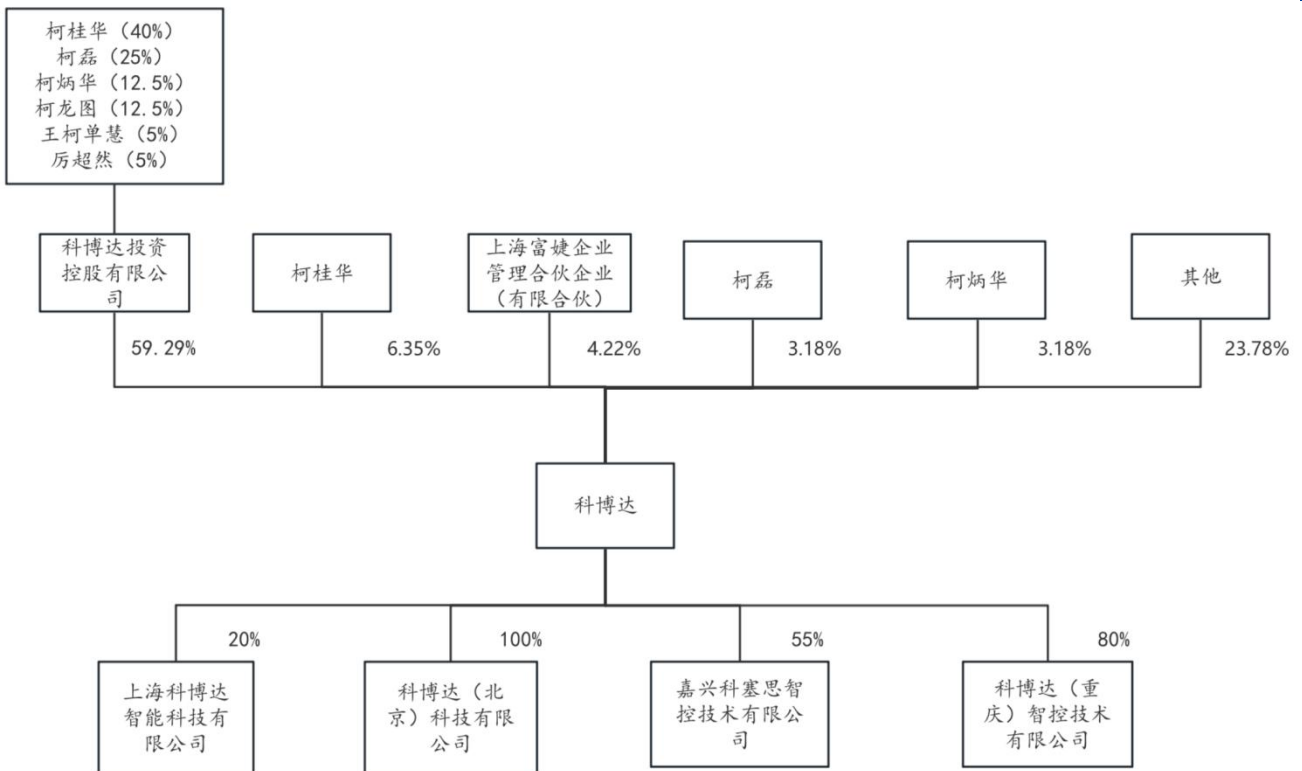 柯桂华（40%）
柯磊（25%）
柯炳华（12.5%）
柯龙图（12.5%）
王柯单慧（5%）
厉超然（5%）
科博达投资
控股有限公
司
柯桂华
上海富婕企业
管理合伙企业
（有限合伙）
柯磊
柯炳华
其他
59.29%
6.35%
4.22%
3.18%
3.18%
23.78%
科博达
20%
100%
55%
80%
上海科博达
智能科技有
限公司
科博达（北
京）科技有限
公司
嘉兴科塞思智
控技术有限公
司
科博达（重
庆）智控技术
有限公司